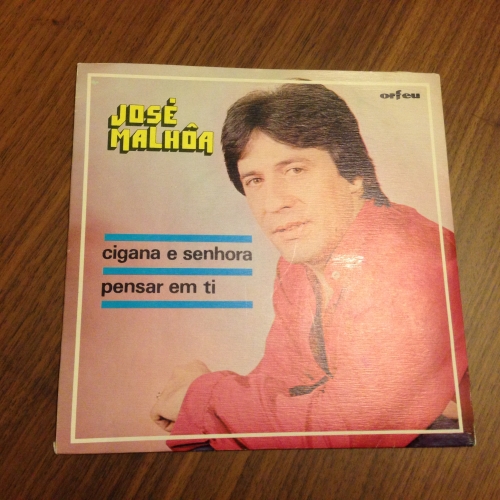 JOSÉ
MALHÔA
orfeu
cigana e senhora
pensar em ti